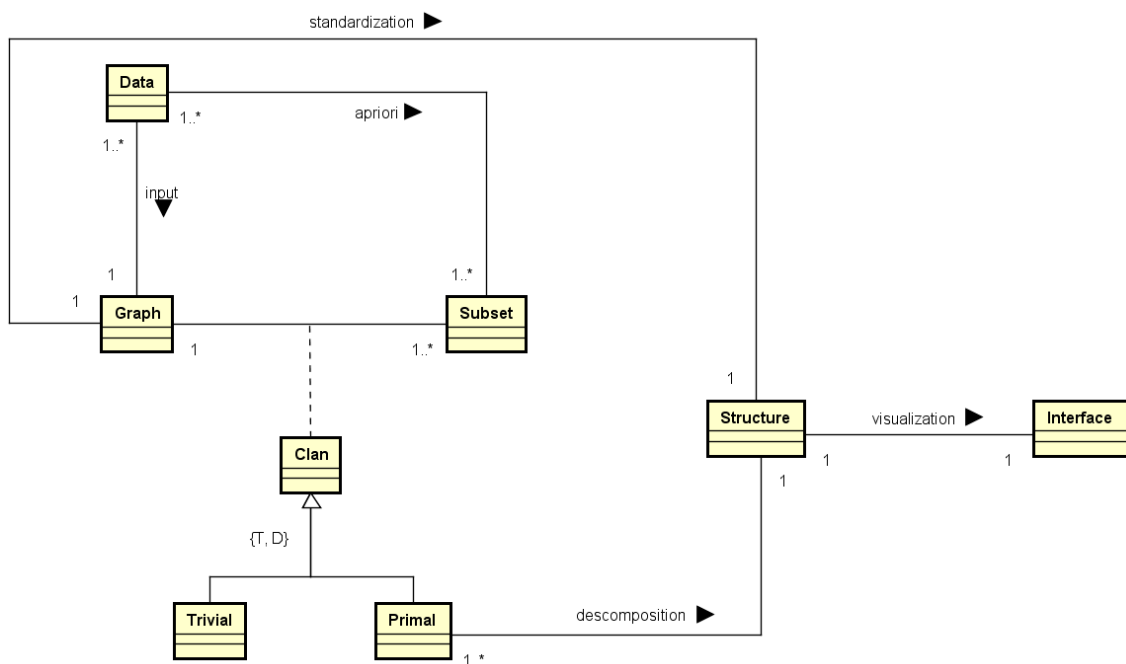 standardization
Data
1..*
apriori
1..*
input
1..*
1
1
Graph
Subset
1
1..*
1
Structure
visualization
Interface
1
1
1
Clan
{T, D}
Trivial
Primal
descomposition
1..*